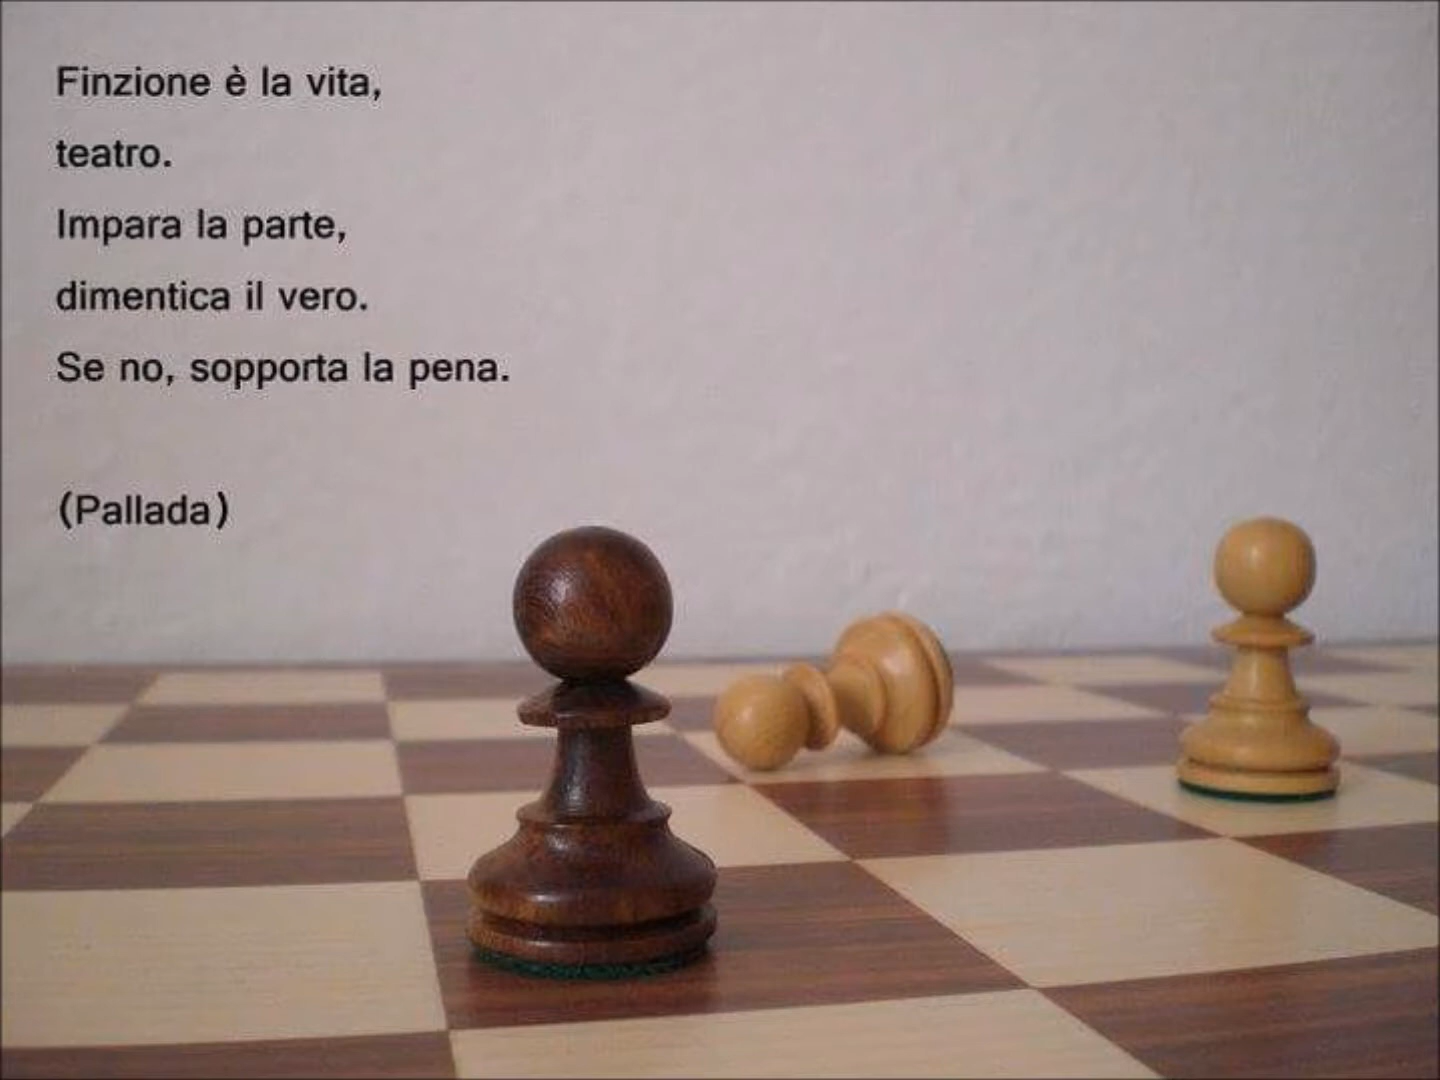 Finzione è la vita,
teatro.
Impara la parte,
dimentica il vero.
Se no, sopporta la pena.
(Pallada)